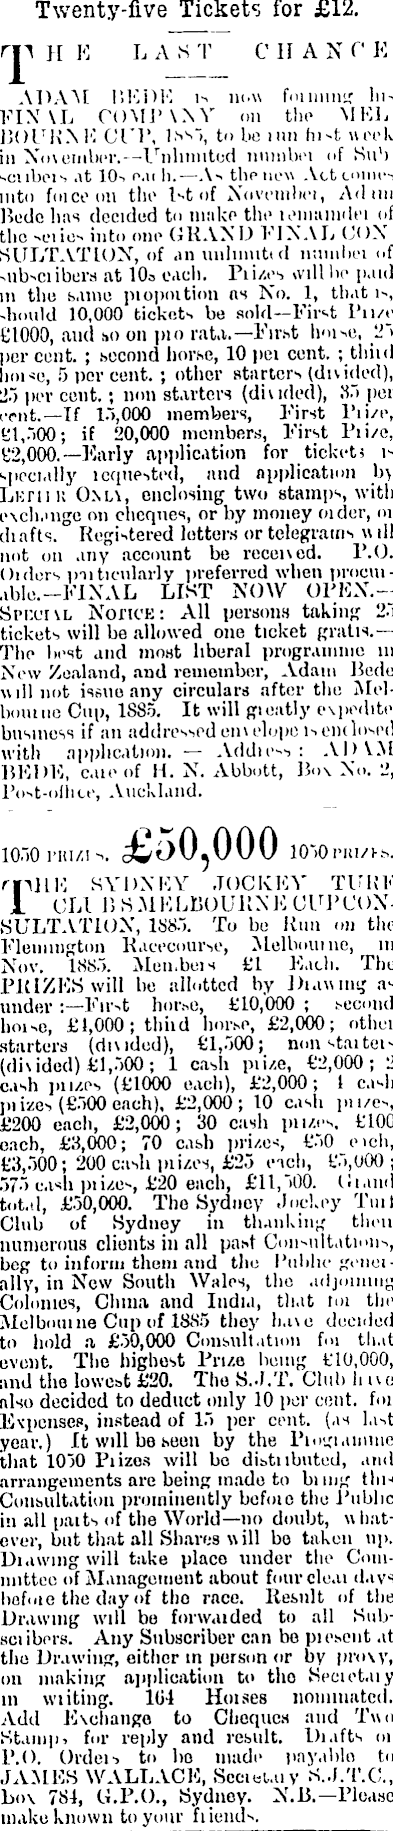 Twenty-five Tickets for £12.
THE LAST CHANCE
ADAM BEDE is now forming his
FINAL COMPANY on the MEL-
BOURNE CUP, 1885, to be run first week
in November.--Unlimited number of Sub
scribers at 10s each.—As the new Act comes
into force on the 1st of November, Adam
Bede has decided to make the remainder of
the series into one GRAND FINAL CON
SULTATION, of an unlimited number of
subscribers at 10s each. Prizes will be paid
in the same proportion as No. 1, that is,
should 10,000 tickets be sold—First Prize
£1000, and so on pro rata.—First horse, 25
per cent. ; second horse, 10 per cent. ; third
horse, 5 per cent. ; other starters (divided),
25 per cent. ; non starters (divided), 35 per
cent.—If 15,000 members, First Prize,
£1,500; if 20,000 members, First Prize,
£2,000.—Early application for tickets is
specially requested, and application by
LETTER ONLY, enclosing two stamps, with
exchange on cheques, or by money order, or
drafts. Registered letters or telegrams will
not on any account be received. P.O.
Orders particularly preferred when procur-
able.—FINAL LIST NOW OPEN.—
SPECIAL NOTICE: All persons taking 25
tickets will be allowed one ticket gratis.—
The best and most liberal programme in
New Zealand, and remember, Adam Bede
will not issue any circulars after the Mel-
bourne Cup, 1885. It will greatly expedite
business if an addressed envelope is enclosed
with application. — Address: ADAM
BEDE, care of H. N. Abbott, Box No. 2,
Post-office, Auckland.
1050 PRIZES. £50,000 1050 PRIZES.
THE SYDNEY JOCKEY TURF
CLUB'S MELBOURNE CUP CON-
SULTATION, 1885. To be Run on the
Flemington Racecourse, Melbourne, in
Nov. 1885. Members £1 Each. The
PRIZES will be allotted by Drawing as
under :—First horse, £10,000 ; second
horse, £4,000; third horse, £2,000; other
starters (divided), £1,500; non starters
(divided) £1,500; 1 cash prize, £2,000; 2
cash prizes (£1000 each), £2,000; 4 cash
prizes (£500 each), £2,000; 10 cash prizes,
£200 each, £2,000; 30 cash prizes, £100
each, £3,000; 70 cash prizes, £50 each,
£3,500; 200 cash prizes, £25 each, £5,000 ;
575 cash prizes, £20 each, £11,500. Grand
total, £50,000. The Sydney Jockey Turf
Club of Sydney in thanking their
numerous clients in all past Consultations,
beg to inform them and the Public gener-
ally, in New South Wales, the adjoining
Colonies, China and India, that for the
Melbourne Cup of 1885 they have decided
to hold a £50,000 Consultation for that
event. The highest Prize being £10,000,
and the lowest £20. The S.J.T. Club have
also decided to deduct only 10 per cent. for
Expenses, instead of 15 per cent. (as last
year.) It will be seen by the Programme
that 1050 Prizes will be distributed, and
arrangements are being made to bring this
Consultation prominently before the Public
in all parts of the World—no doubt, what-
ever, but that all Shares will be taken up.
Drawing will take place under the Com-
mittee of Management about four clear days
before the day of the race. Result of the
Drawing will be forwarded to all Sub-
scribers. Any Subscriber can be present at
the Drawing, either in person or by proxy,
on making application to the Secretary
in writing. 164 Horses nominated.
Add Exchange to Cheques and Two
Stamps for reply and result. Drafts or
P.O. Orders to be made payable to
JAMES WALLACE, Secretary S.J.T.C.,
box 784, G.P.O., Sydney. N.B.—Please
make known to your friends.